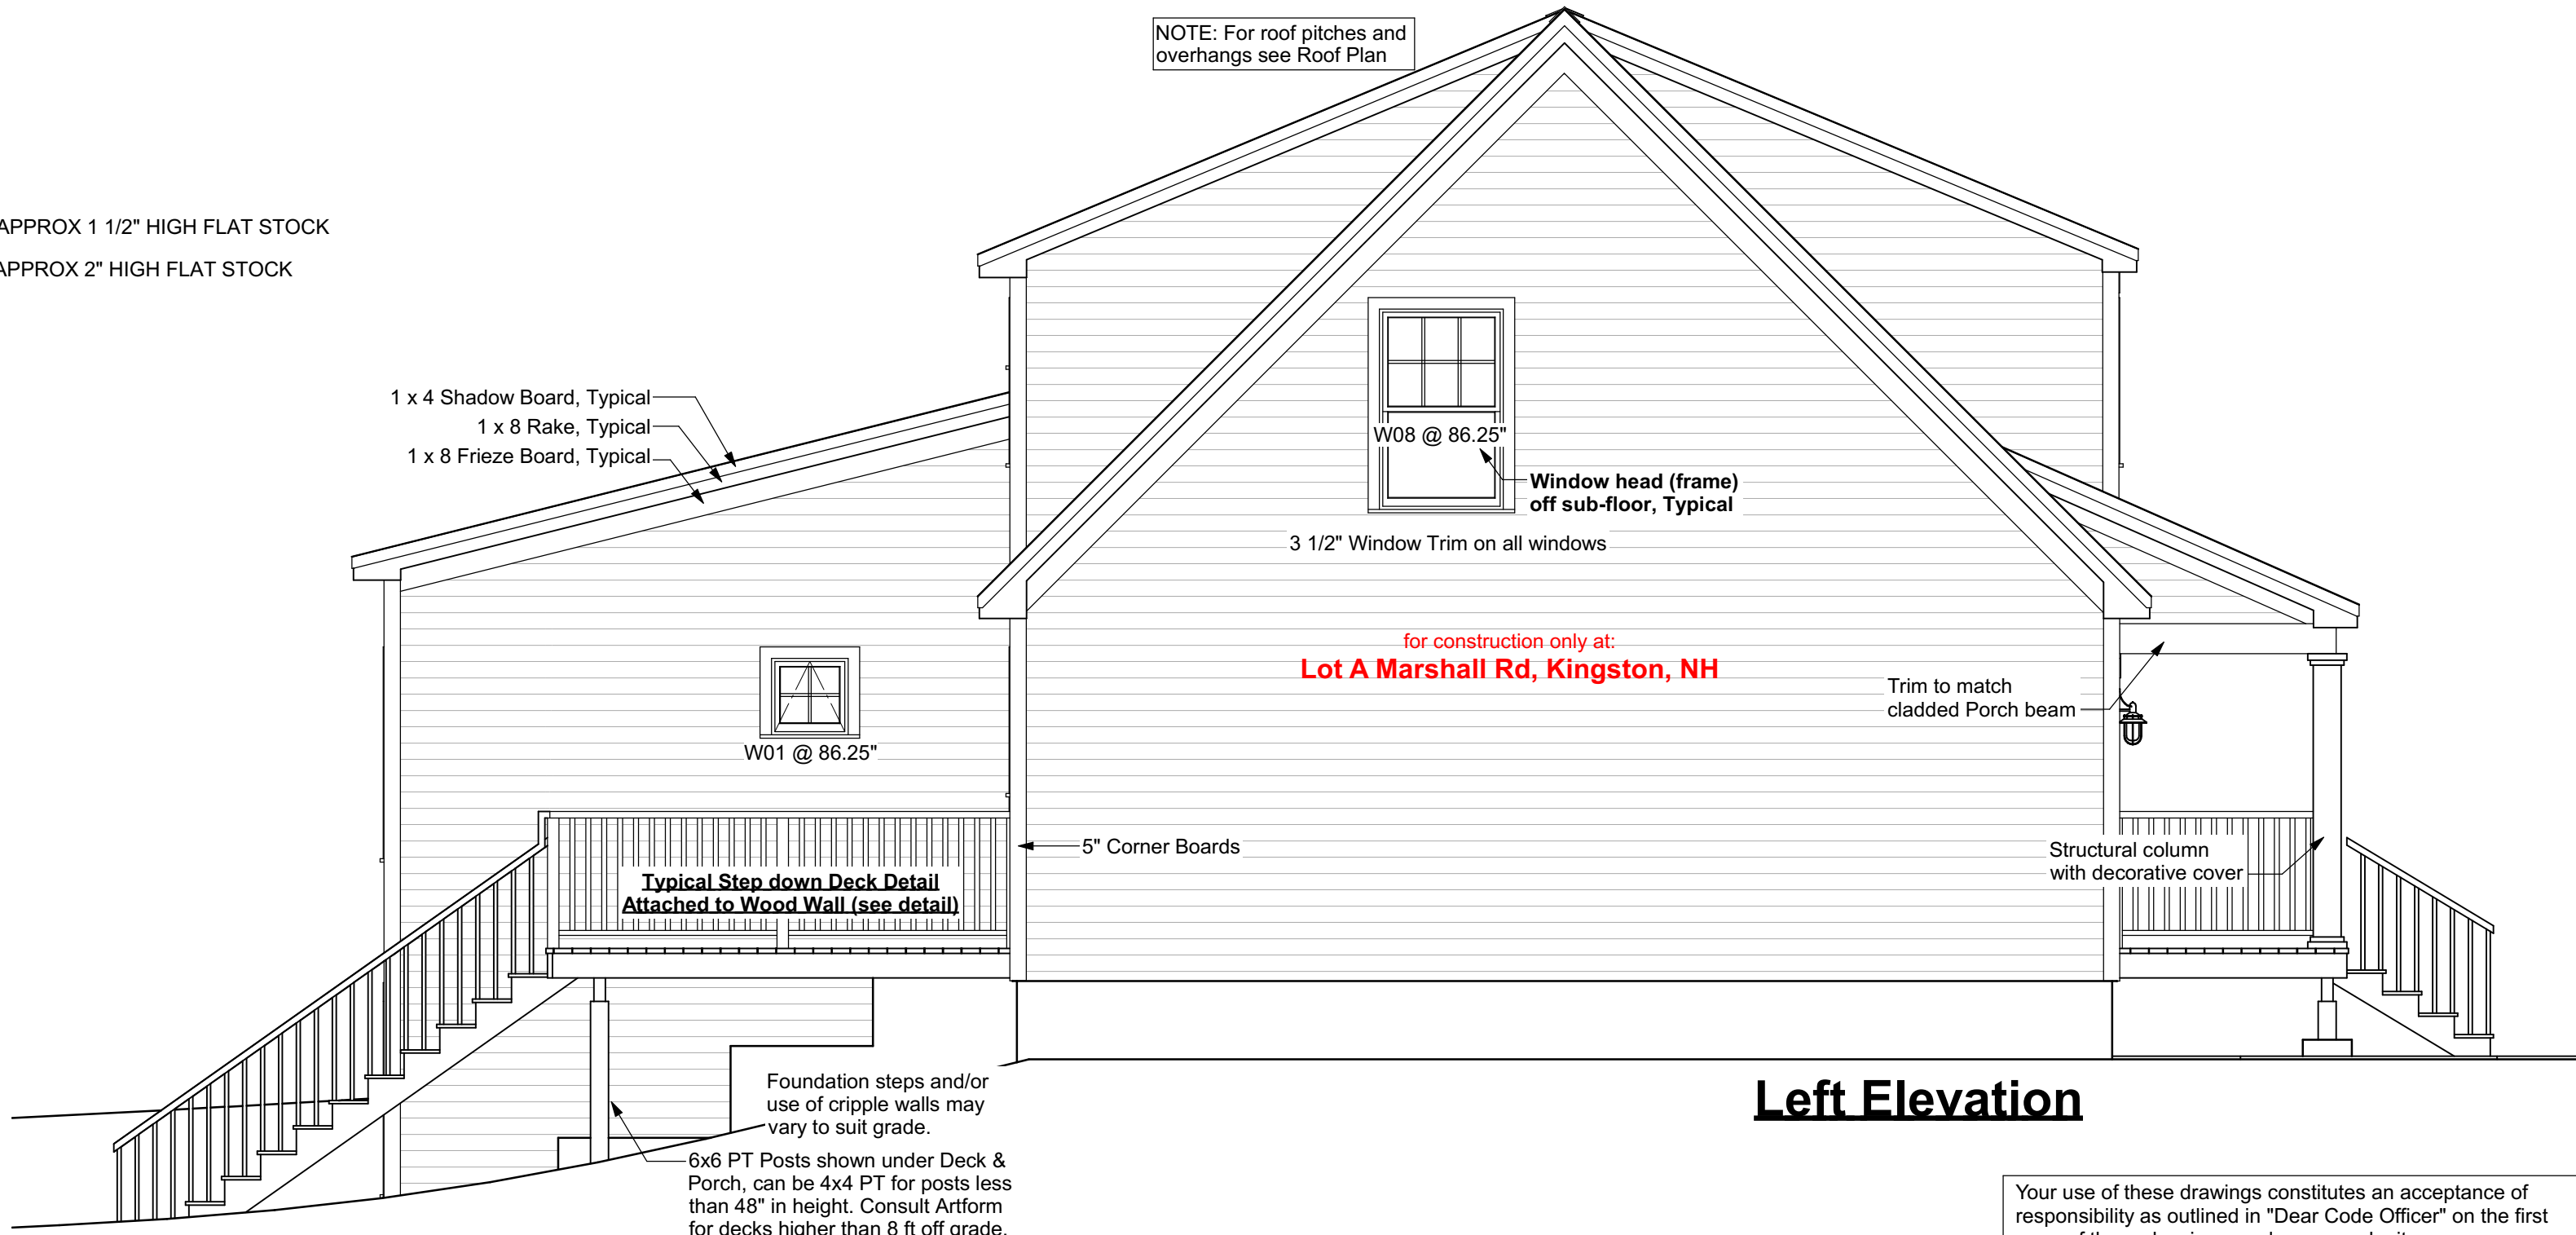 NOTE: For roof pitches and
overhangs see Roof Plan
APPROX 1 1/2" HIGH FLAT STOCK
APPROX 2" HIGH FLAT STOCK
1 x 4 Shadow Board, Typical
1 x 8 Rake, Typical
1 x 8 Frieze Board, Typical
W08 @ 86.25"
Window head (frame)
off sub-floor, Typical
3 1/2" Window Trim on all windows
for construction only at:
Lot A Marshall Rd, Kingston, NH
Trim to match
cladded Porch beam
W01 @ 86.25"
5" Corner Boards
Structural column
with decorative cover
Typical Step down Deck Detail
Attached to Wood Wall (see detail)
Foundation steps and/or
use of cripple walls may
vary to suit grade.
Left Elevation
6x6 PT Posts shown under Deck &
Porch, can be 4x4 PT for posts less
than 48" in height. Consult Artform
for decks higher than 8 ft off grade.
Your use of these drawings constitutes an acceptance of
responsibility as outlined in "Dear Code Officer" on the first